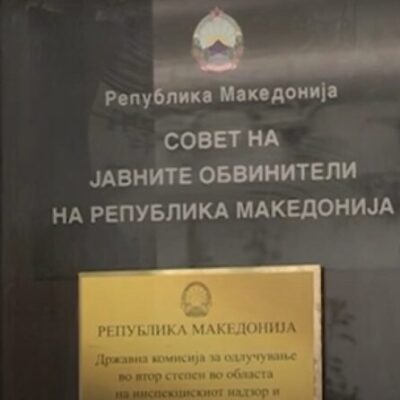 Република Македонија
СОВЕТ НА
ЈАВНИТЕ ОБВИНИТЕЛИ
НА РЕПУБЛИКА МАКЕДОНИЈА
РЕПУБЛИКА МАКЕДОНИЈА
Државна комисија за одлучување
во втор степен во областа
на инспекцискиот надзор и